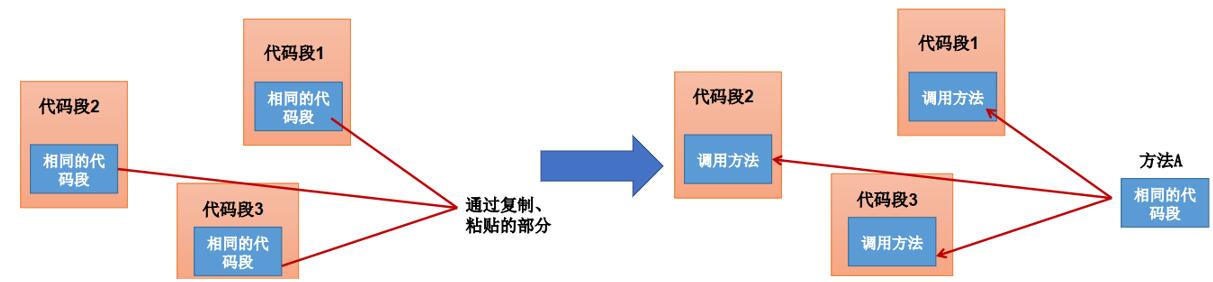 代码段1
相同的代
码段
代码段2
相同的代
码段
代码段3
相同的代
码段
通过复制、
粘贴的部分
代码段1
调用方法
代码段2
调用方法
代码段3
调用方法
方法A
相同的代
码段